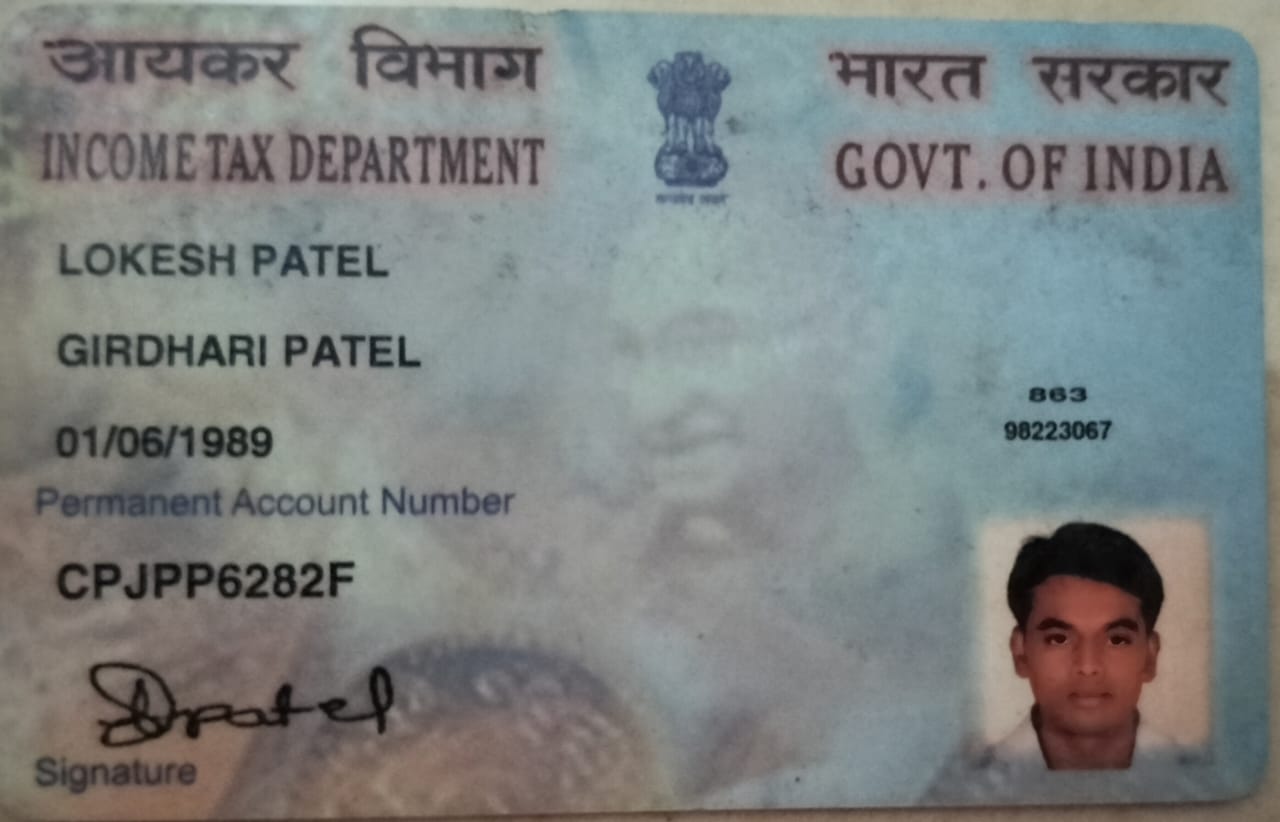 आयकर विभाग
भारत सरकार
INCOME TAX DEPARTMENT
GOVT. OF INDIA
LOKESH PATEL
GIRDHARI PATEL
863
98223067
01/06/1989
Permanent Account Number
CPJPP6282F
Signature